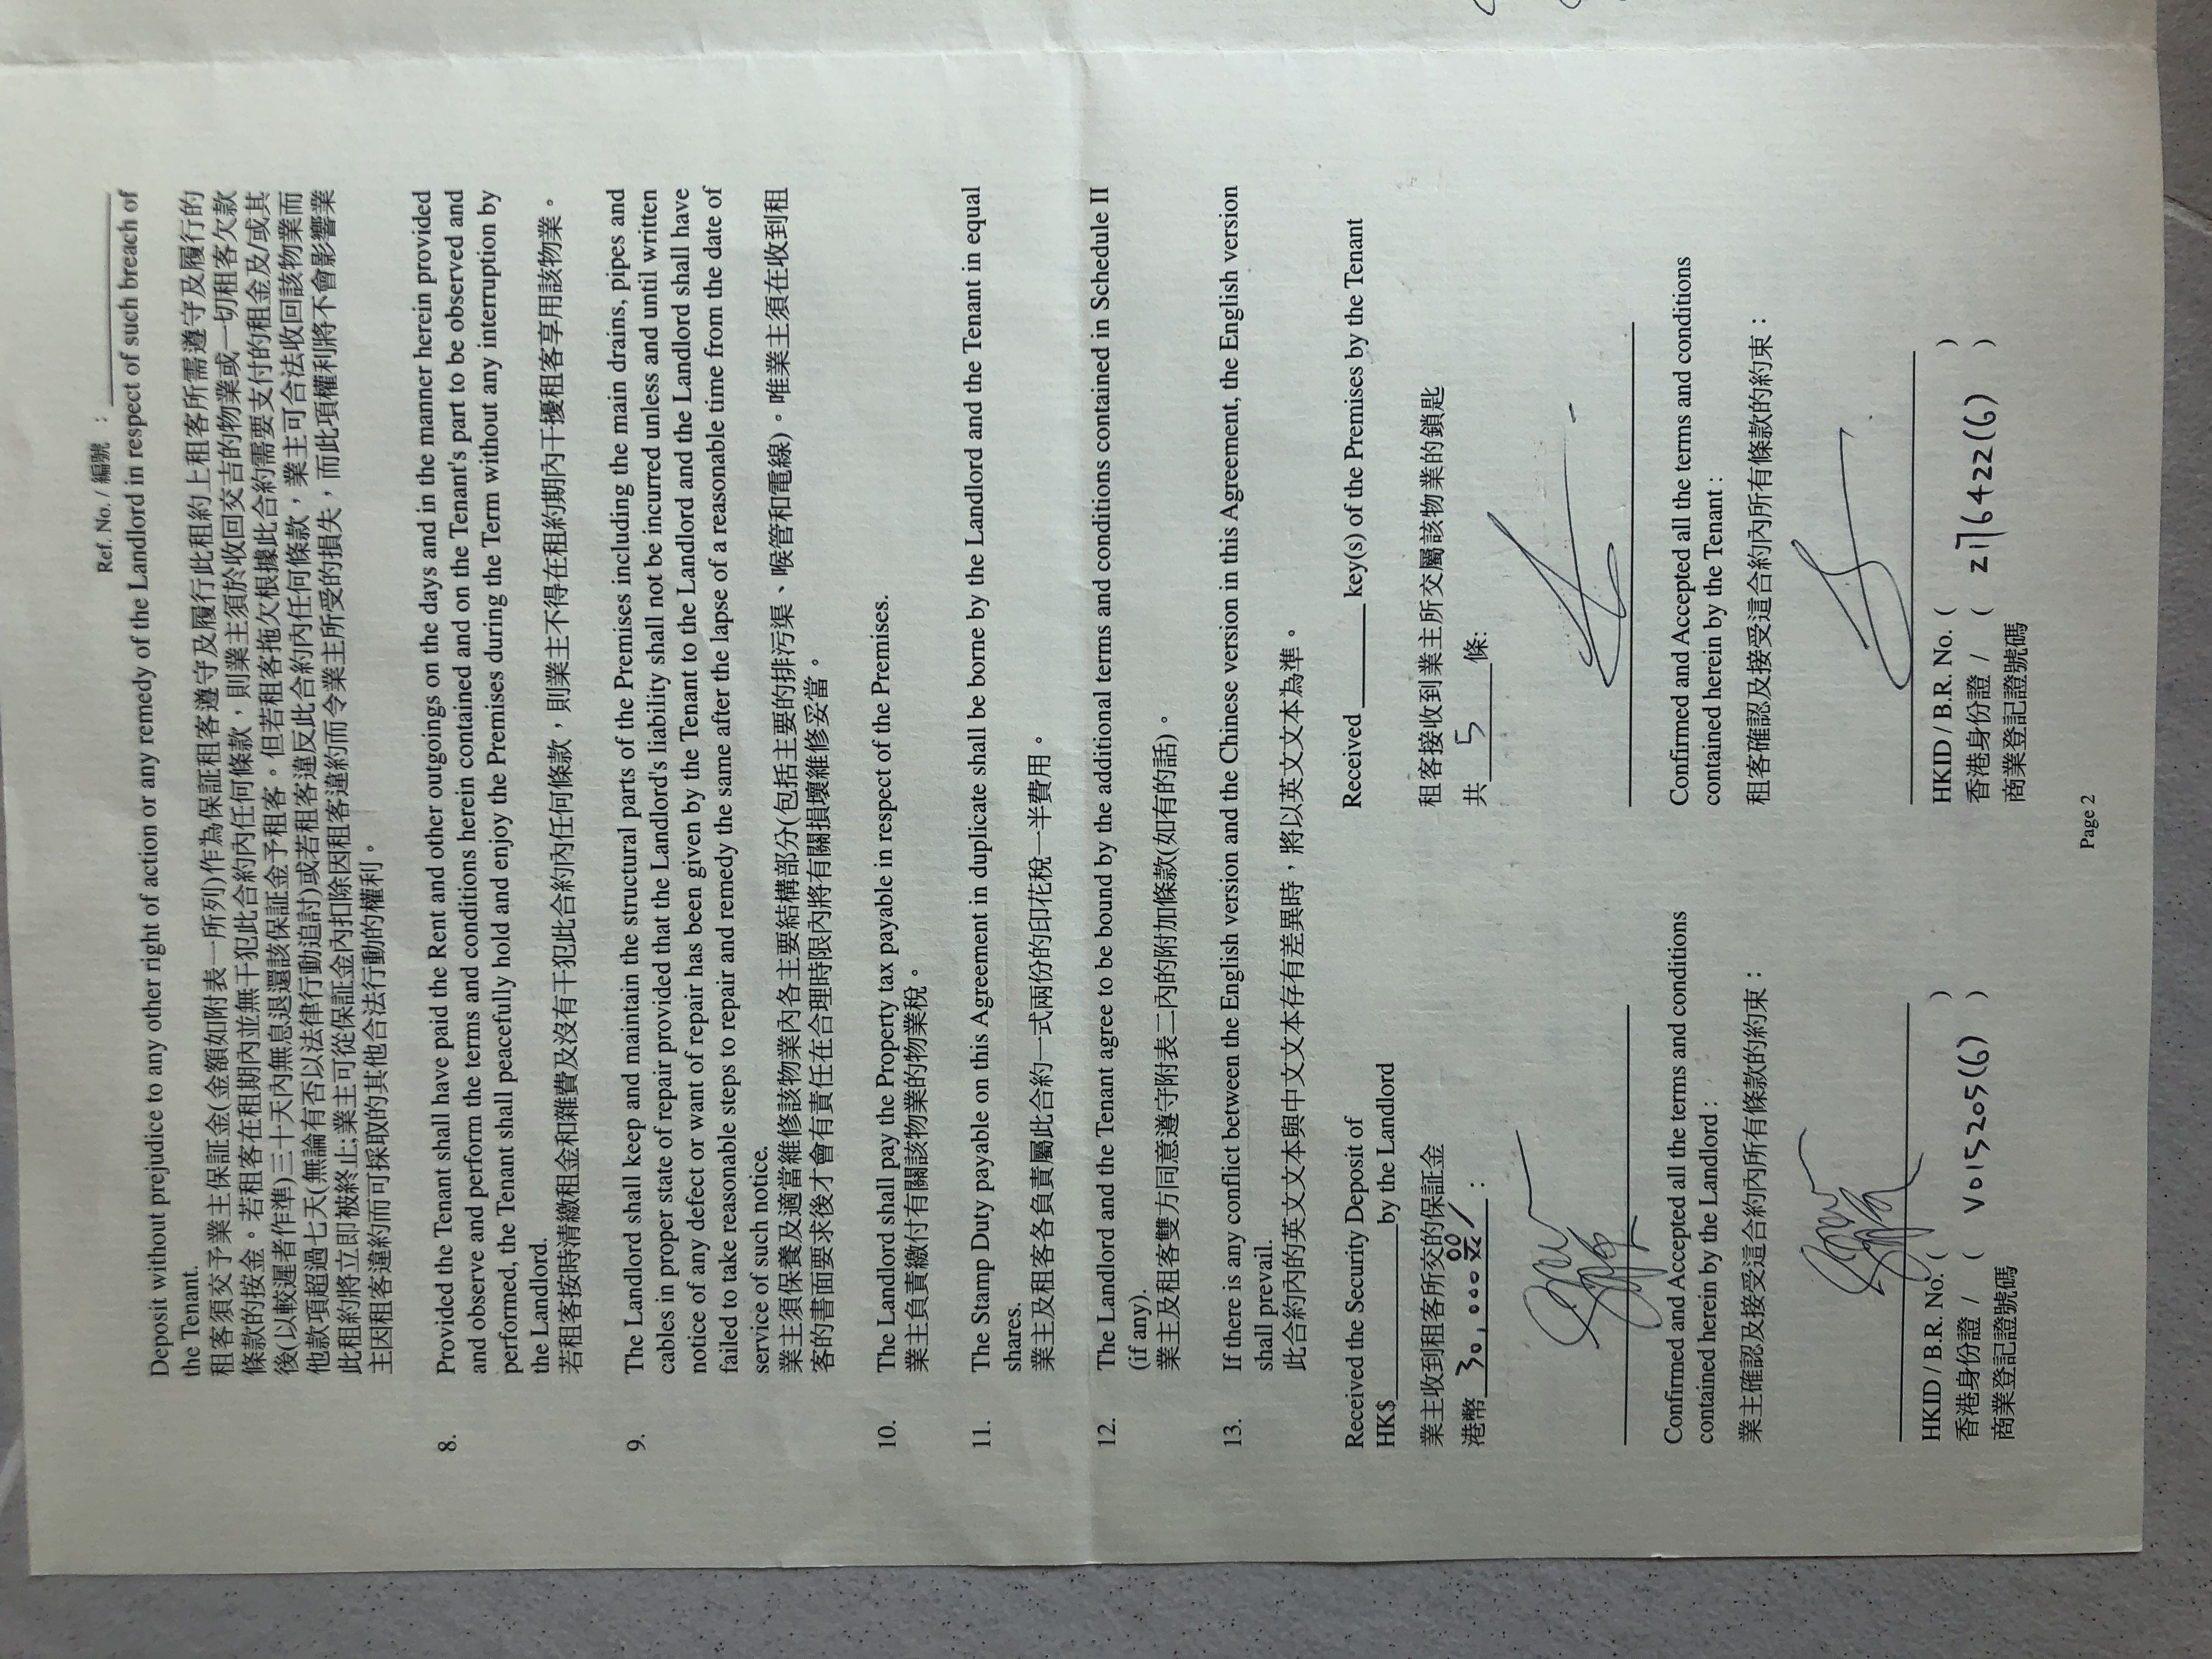 Ref. No. / 編號 : ________
Deposit without prejudice to any other right of action or any remedy of the Landlord in respect of such breach of
the Tenant.
租客須交予業主保証金(金額如附表一所列)作為保証租客遵守及履行此租約上租客所需遵守及履行的
條款的按金。若租客在租期內並無干犯此合約內任何條款，則業主須於收回交吉的物業或一切租客欠款
後(以較遲者作準)三十天內無息退還該保証金予租客。但若租客拖欠根據此合約需要支付的租金及/或其
他款項超過七天(無論有否以法律行動追討)或若租客違反此合約內任何條款，業主可合法收回該物業而
此租約將立即被終止;業主可從保証金內扣除因租客違約而令業主所受的損失，而此項權利將不會影響業
主因租客違約而可採取的其他合法行動的權利。
8. Provided the Tenant shall have paid the Rent and other outgoings on the days and in the manner herein provided
and observe and perform the terms and conditions herein contained and on the Tenant's part to be observed and
performed, the Tenant shall peacefully hold and enjoy the Premises during the Term without any interruption by
the Landlord.
若租客按時清繳租金和雜費及沒有干犯此合約內任何條款，則業主不得在租約期內干擾租客享用該物業。
9. The Landlord shall keep and maintain the structural parts of the Premises including the main drains, pipes and
cables in proper state of repair provided that the Landlord's liability shall not be incurred unless and until written
notice of any defect or want of repair has been given by the Tenant to the Landlord and the Landlord shall have
failed to take reasonable steps to repair and remedy the same after the lapse of a reasonable time from the date of
service of such notice.
業主須保養及適當維修該物業內各主要結構部分(包括主要的排污渠、喉管和電線)。唯業主須在收到租
客的書面要求後才會有責任在合理時限內將有關損壞維修妥當。
10. The Landlord shall pay the Property tax payable in respect of the Premises.
業主負責繳付有關該物業的物業稅。
11. The Stamp Duty payable on this Agreement in duplicate shall be borne by the Landlord and the Tenant in equal
shares.
業主及租客各負責屬此合約一式兩份的印花稅一半費用。
12. The Landlord and the Tenant agree to be bound by the additional terms and conditions contained in Schedule II
(if any).
業主及租客雙方同意遵守附表二內的附加條款(如有的話)。
13. If there is any conflict between the English version and the Chinese version in this Agreement, the English version
shall prevail.
此合約內的英文文本與中文文本存有差異時，將以英文文本為準。
Received the Security Deposit of
HK$________by the Landlord
業主收到租客所交的保証金
港幣 30,000 :
Confirmed and Accepted all the terms and conditions
contained herein by the Landlord :
業主確認及接受這合約內所有條款的約束：
HKID / B.R. No. ( )
香港身份證 / ( V015205(6) )
商業登記證號碼
Received ________ key(s) of the Premises by the Tenant
租客接收到業主所交屬該物業的鎖匙
共 5 條:
Confirmed and Accepted all the terms and conditions
contained herein by the Tenant :
租客確認及接受這合約內所有條款的約束：
HKID / B.R. No. ( )
香港身份證 / ( Z116422(6) )
商業登記證號碼
Page 2